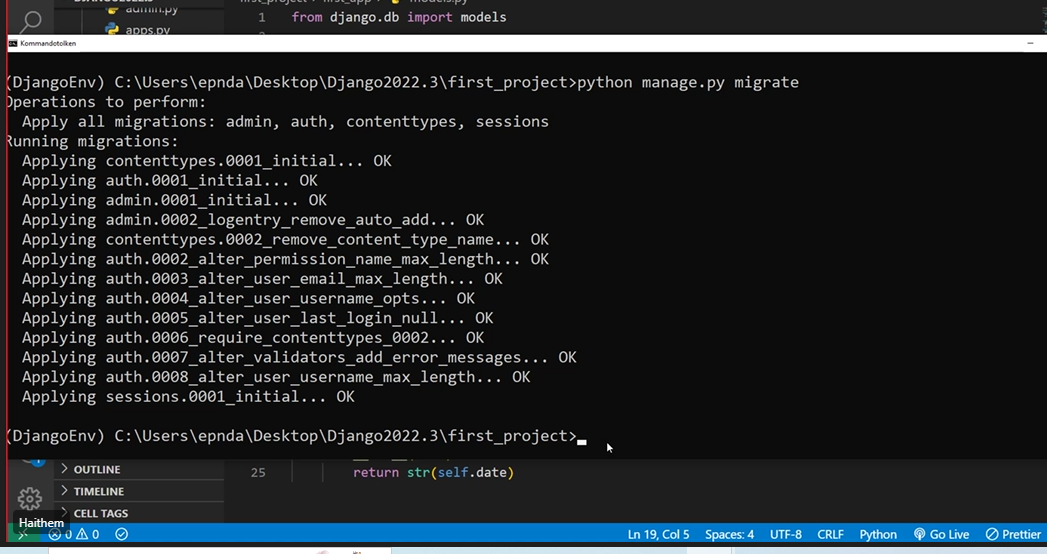 admin.py
apps.py
1 from django.db import models
Kommandotolken
(DjangoEnv) C:\Users\epnda\Desktop\Django2022.3\first_project>python manage.py migrate
Operations to perform:
  Apply all migrations: admin, auth, contenttypes, sessions
Running migrations:
  Applying contenttypes.0001_initial... OK
  Applying auth.0001_initial... OK
  Applying admin.0001_initial... OK
  Applying admin.0002_logentry_remove_auto_add... OK
  Applying contenttypes.0002_remove_content_type_name... OK
  Applying auth.0002_alter_permission_name_max_length... OK
  Applying auth.0003_alter_user_email_max_length... OK
  Applying auth.0004_alter_user_username_opts... OK
  Applying auth.0005_alter_user_last_login_null... OK
  Applying auth.0006_require_contenttypes_0002... OK
  Applying auth.0007_alter_validators_add_error_messages... OK
  Applying auth.0008_alter_user_username_max_length... OK
  Applying sessions.0001_initial... OK
(DjangoEnv) C:\Users\epnda\Desktop\Django2022.3\first_project>
OUTLINE
25 return str(self.date)
TIMELINE
CELL TAGS
Haithem
0 0 Ln 19, Col 5 Spaces: 4 UTF-8 CRLF Python Go Live Prettier